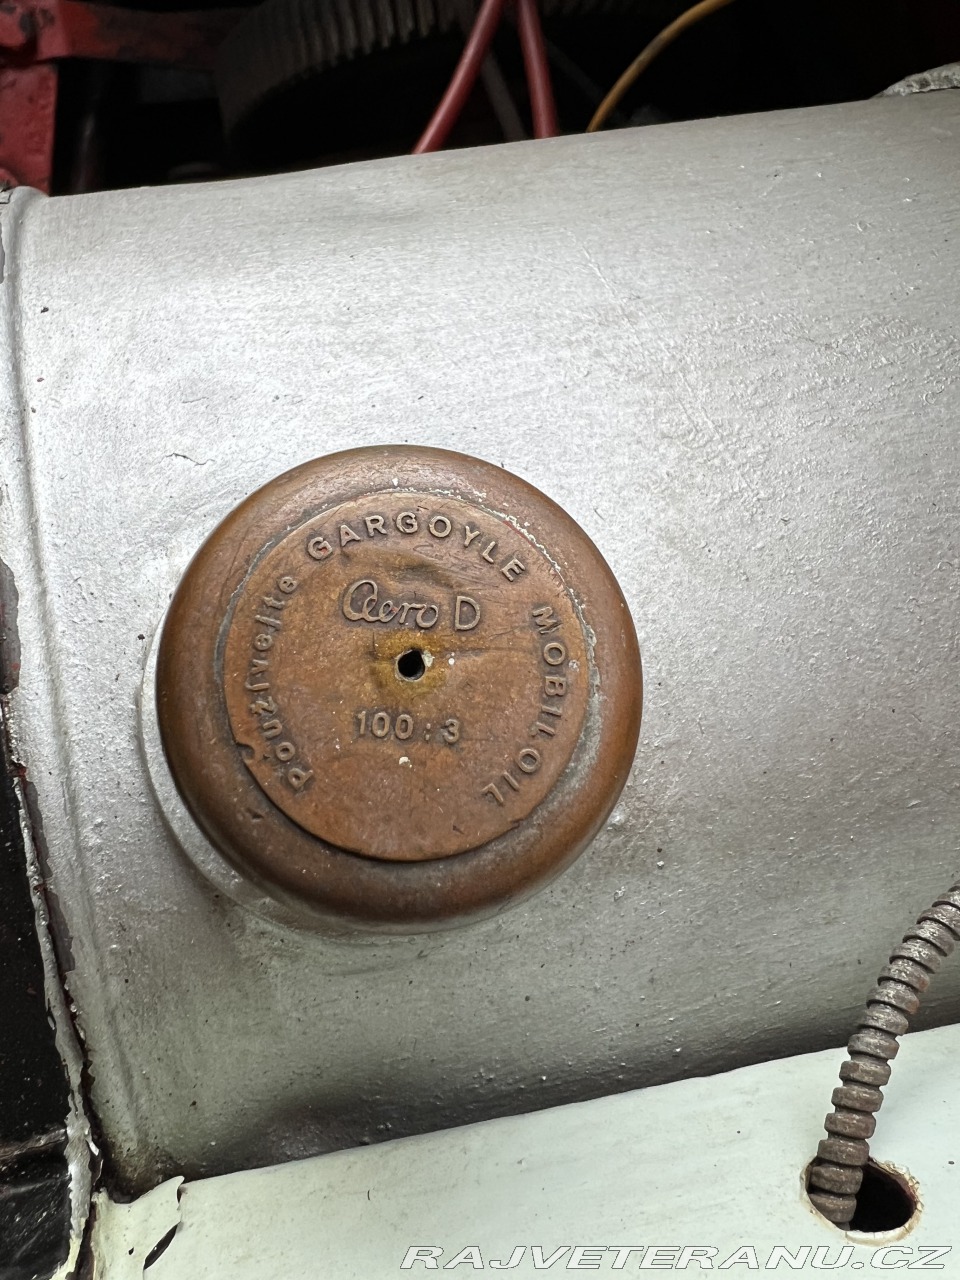 Používejte GARGOYLE MOBILOIL
Aero D
100:3
RAJVETERANU.CZ